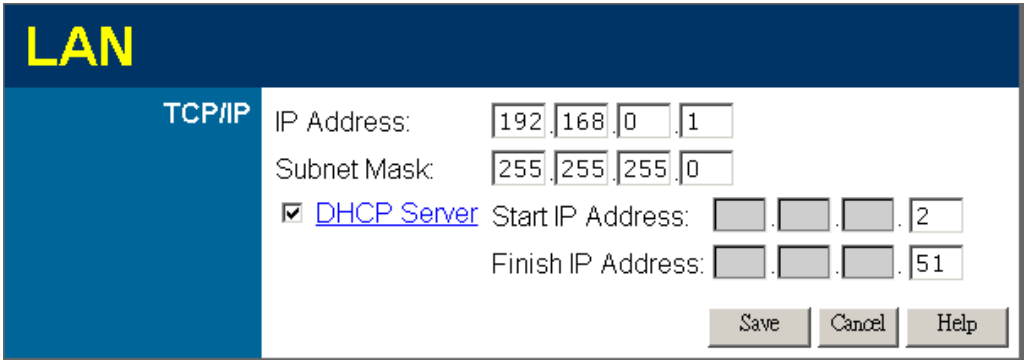 LAN
TCP/IP
IP Address: 192.168.0.1
Subnet Mask: 255.255.255.0
DHCP Server Start IP Address: . . . 2
Finish IP Address: . . . 51
Save Cancel Help